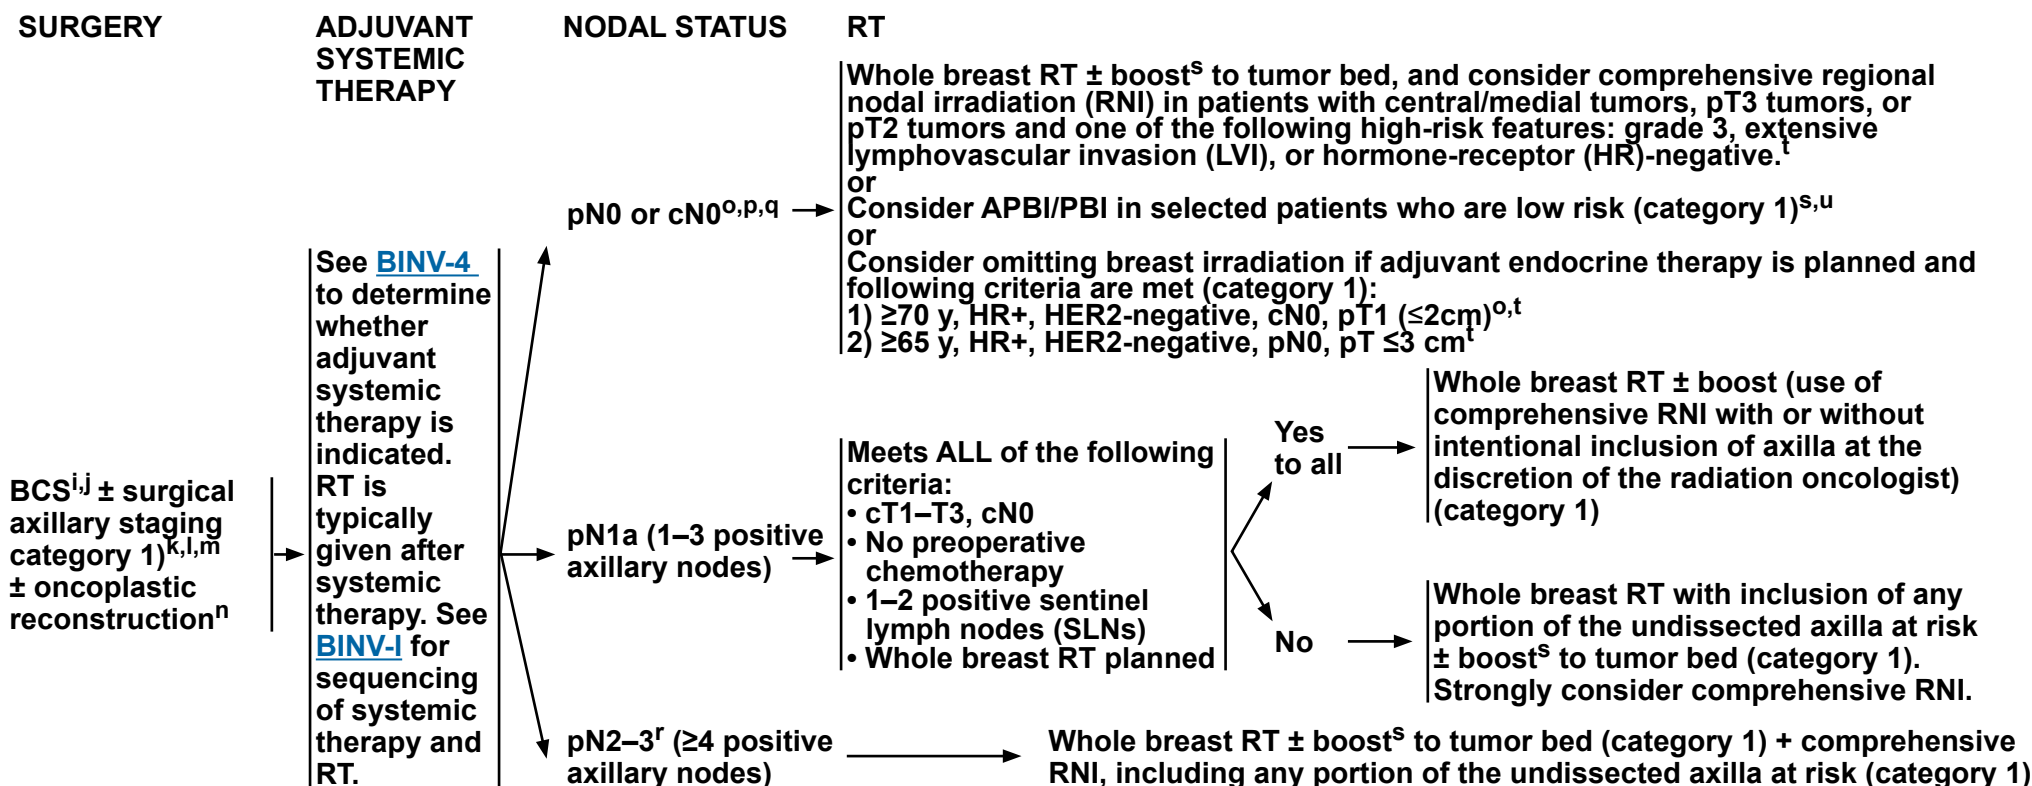 SURGERY
ADJUVANT
SYSTEMIC
THERAPY
NODAL STATUS
RT
BCSi,j ± surgical
axillary staging
category 1)k,l,m
± oncoplastic
reconstructionn
See BINV-4
to determine
whether
adjuvant
systemic
therapy is
indicated.
RT is
typically
given after
systemic
therapy. See
BINV-I for
sequencing
of systemic
therapy and
RT.
pN0 or cN0o,p,q
Whole breast RT ± boosts to tumor bed, and consider comprehensive regional
nodal irradiation (RNI) in patients with central/medial tumors, pT3 tumors, or
pT2 tumors and one of the following high-risk features: grade 3, extensive
lymphovascular invasion (LVI), or hormone-receptor (HR)-negative.t
or
Consider APBI/PBI in selected patients who are low risk (category 1)s,u
or
Consider omitting breast irradiation if adjuvant endocrine therapy is planned and
following criteria are met (category 1):
1) ≥70 y, HR+, HER2-negative, cN0, pT1 (≤2cm)o,t
2) ≥65 y, HR+, HER2-negative, pN0, pT ≤3 cmt
pN1a (1–3 positive
axillary nodes)
Meets ALL of the following
criteria:
• cT1–T3, cN0
• No preoperative
chemotherapy
• 1–2 positive sentinel
lymph nodes (SLNs)
• Whole breast RT planned
Yes
to all
Whole breast RT ± boost (use of
comprehensive RNI with or without
intentional inclusion of axilla at the
discretion of the radiation oncologist)
(category 1)
No
Whole breast RT with inclusion of any
portion of the undissected axilla at risk
± boosts to tumor bed (category 1).
Strongly consider comprehensive RNI.
pN2–3r (≥4 positive
axillary nodes)
Whole breast RT ± boosts to tumor bed (category 1) + comprehensive
RNI, including any portion of the undissected axilla at risk (category 1)